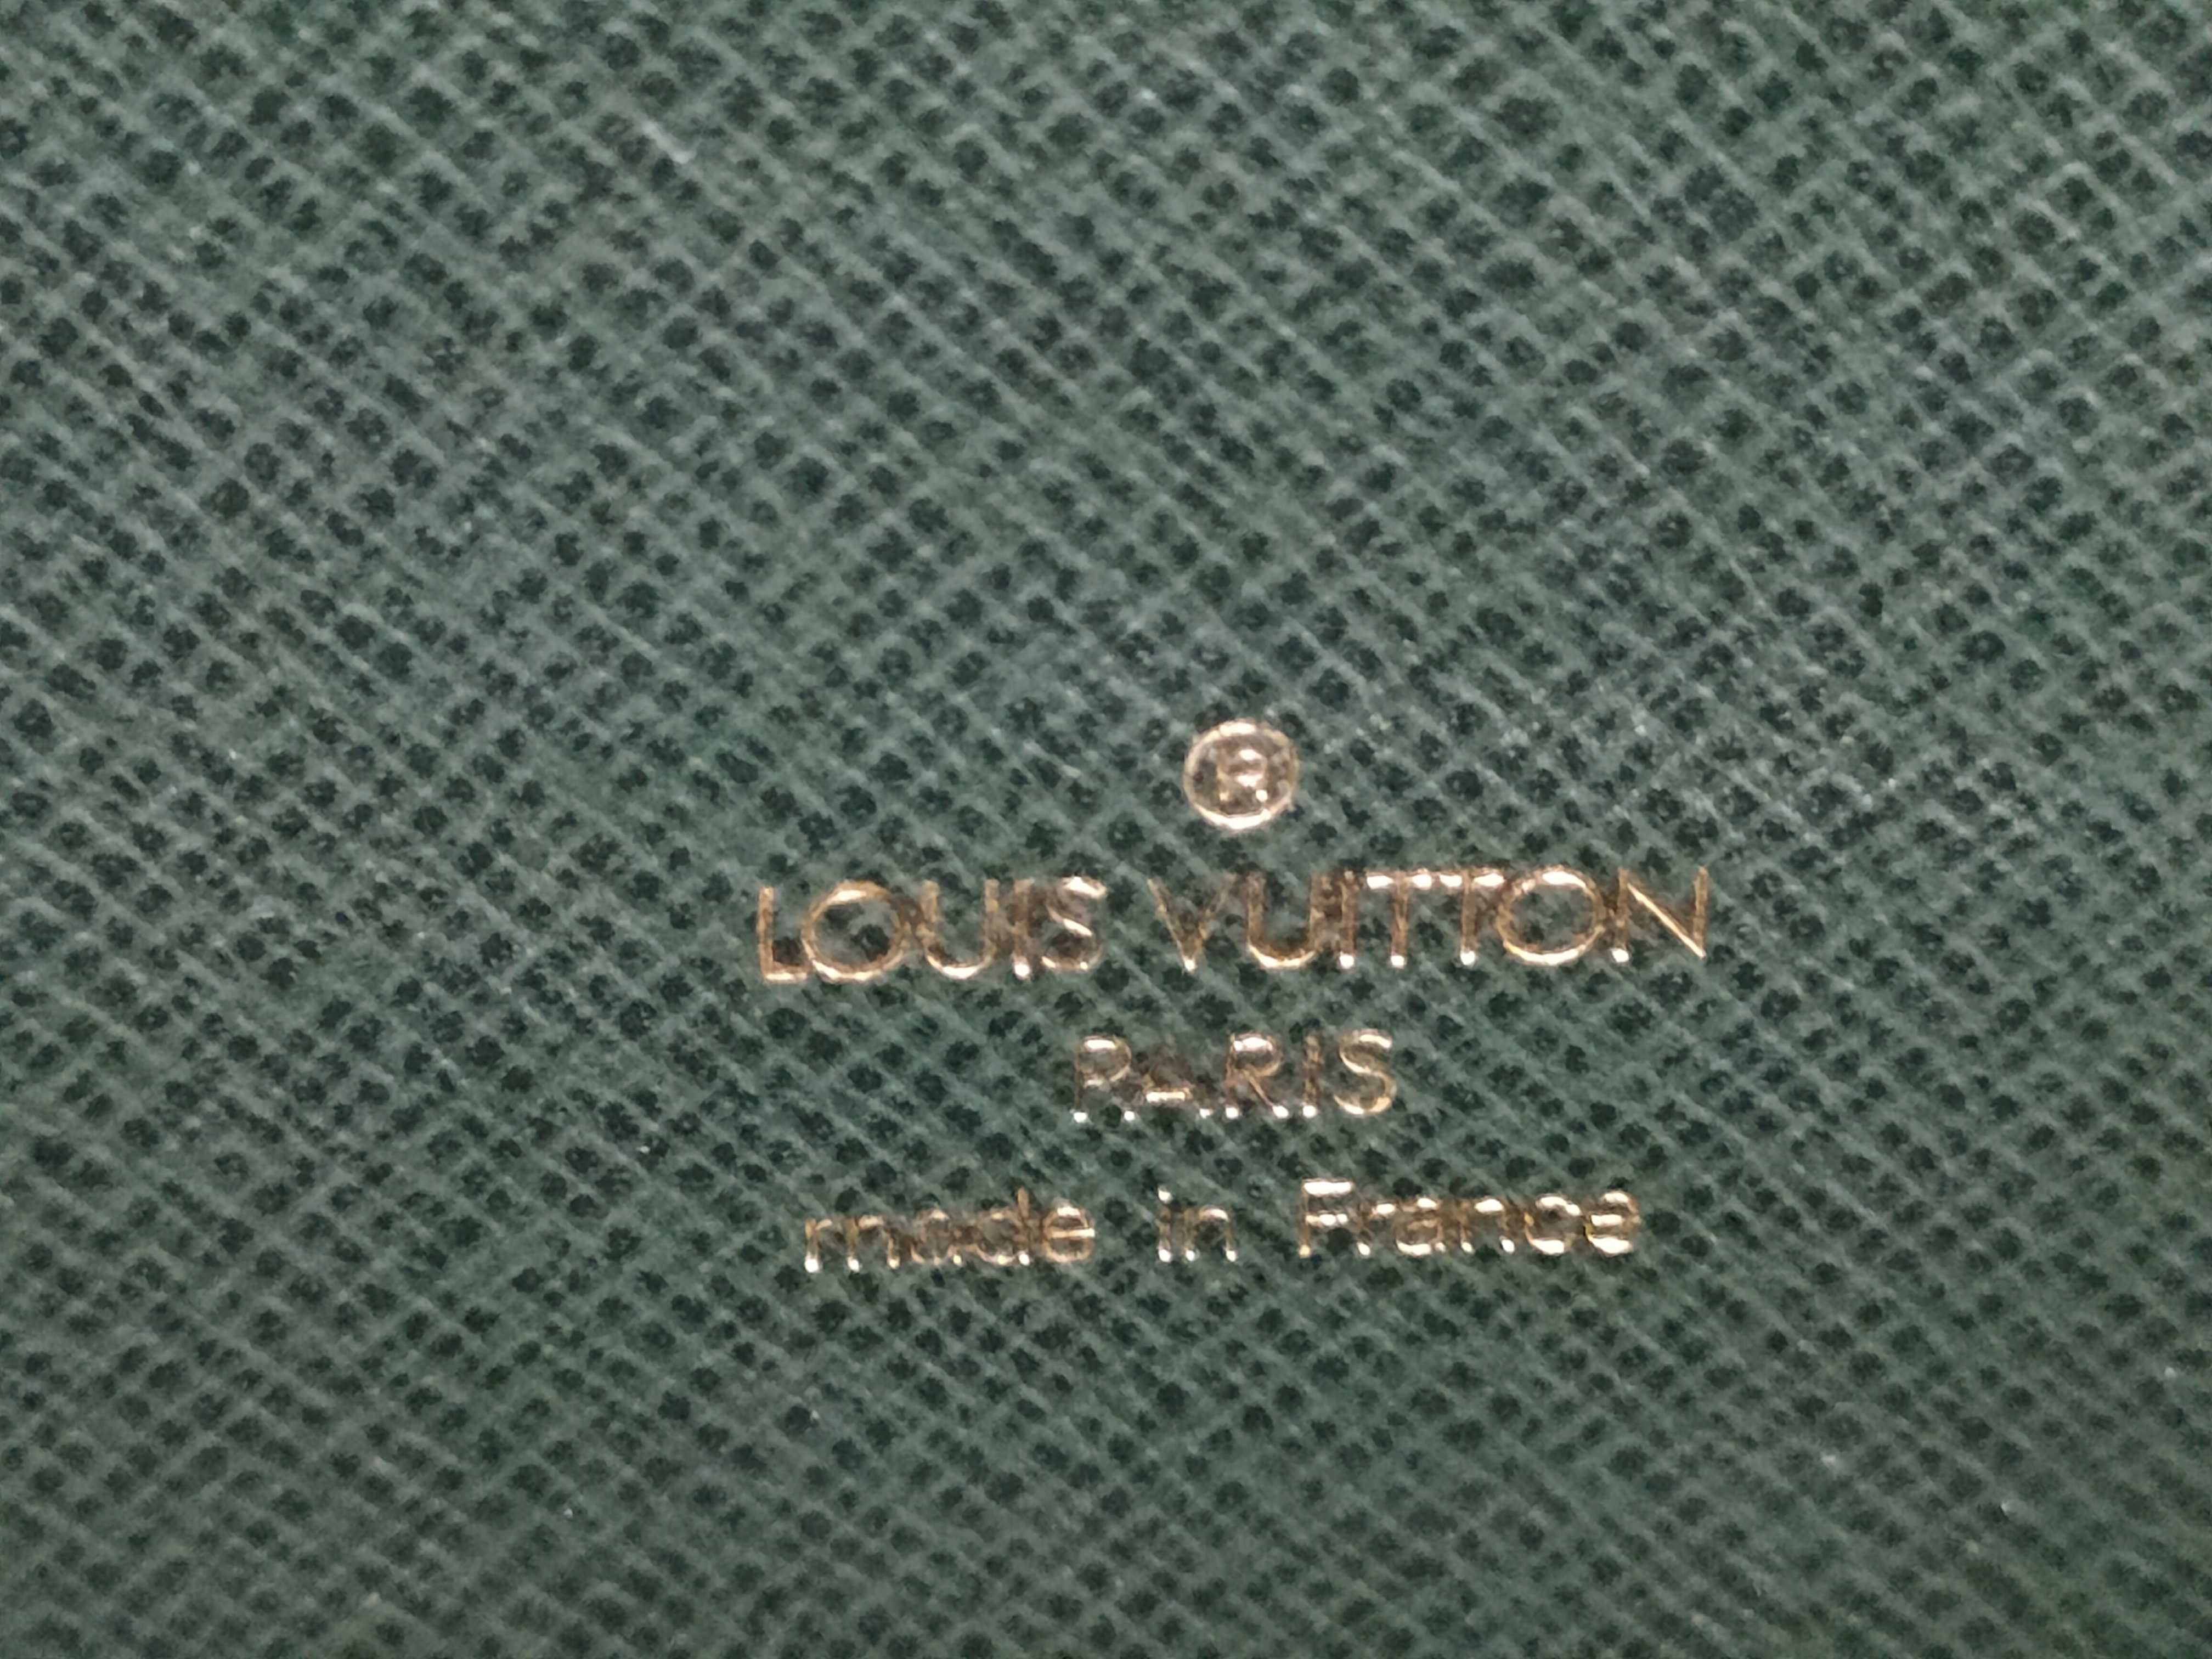 ®
LOUIS VUITTON
PARIS
made in France